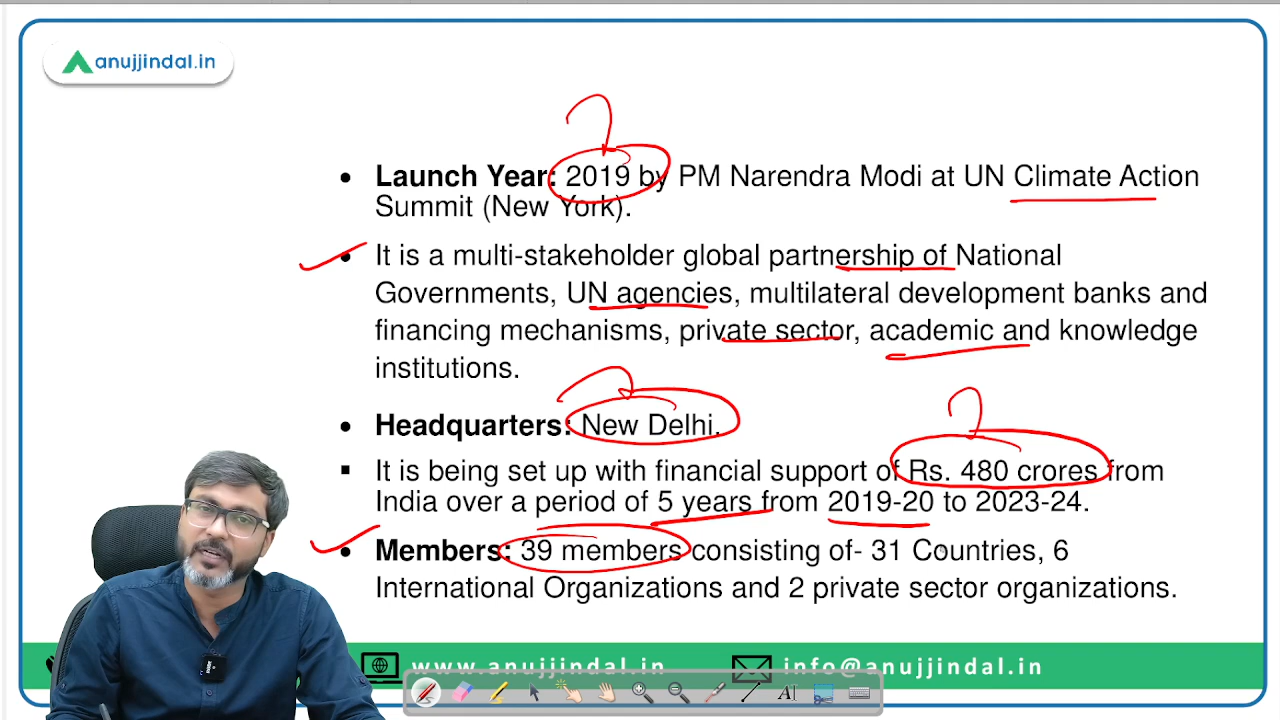 anujjindal.in
Launch Year: 2019 by PM Narendra Modi at UN Climate Action
Summit (New York).
It is a multi-stakeholder global partnership of National
Governments, UN agencies, multilateral development banks and
financing mechanisms, private sector, academic and knowledge
institutions.
Headquarters: New Delhi.
It is being set up with financial support of Rs. 480 crores from
India over a period of 5 years from 2019-20 to 2023-24.
Members: 39 members consisting of- 31 Countries, 6
International Organizations and 2 private sector organizations.
www.anujjindal.in info@anujjindal.in